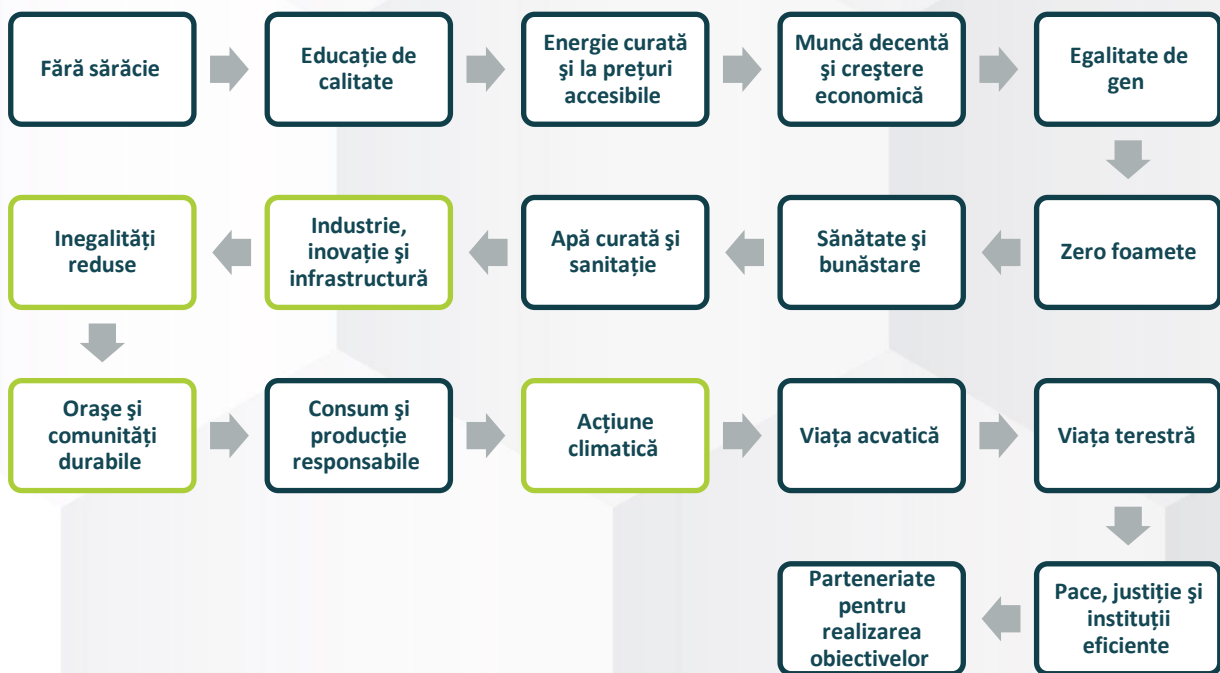 Fără sărăcie
Educație de
calitate
Energie curată
şi la prețuri
accesibile
Muncă decentă
şi creştere
economică
Egalitate de
gen
Inegalități
reduse
Industrie,
inovație şi
infrastructură
Apă curată şi
sanitație
Sănătate şi
bunăstare
Zero foamete
Oraşe şi
comunități
durabile
Consum şi
producție
responsabile
Acțiune
climatică
Viața acvatică
Viața terestră
Parteneriate
pentru
realizarea
obiectivelor
Pace, justiție şi
instituții
eficiente